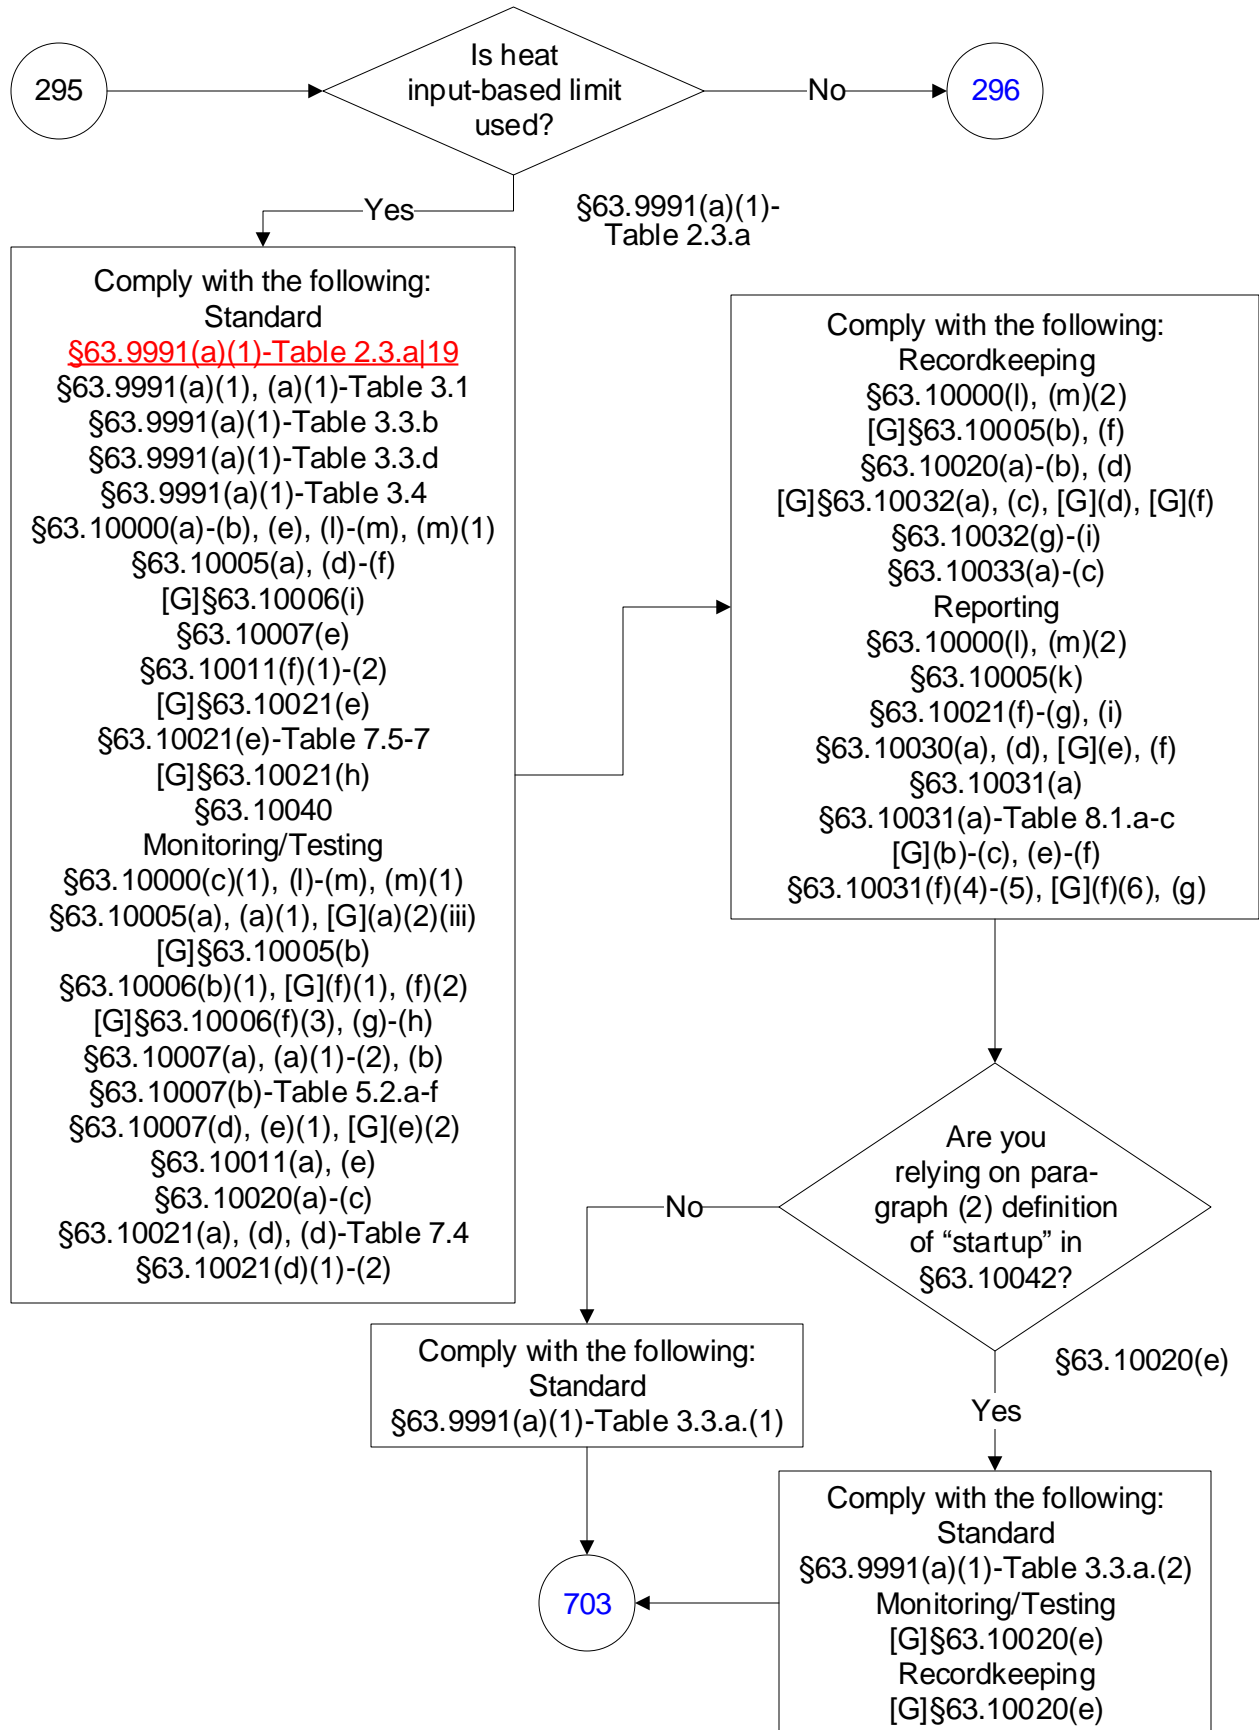 295
Is heat
input-based limit
used?
No
296
Yes
§63.9991(a)(1)-
Table 2.3.a
Comply with the following:
Standard
§63.9991(a)(1)-Table 2.3.a|19
§63.9991(a)(1), (a)(1)-Table 3.1
§63.9991(a)(1)-Table 3.3.b
§63.9991(a)(1)-Table 3.3.d
§63.9991(a)(1)-Table 3.4
§63.10000(a)-(b), (e), (l)-(m), (m)(1)
§63.10005(a), (d)-(f)
[G]§63.10006(i)
§63.10007(e)
§63.10011(f)(1)-(2)
[G]§63.10021(e)
§63.10021(e)-Table 7.5-7
[G]§63.10021(h)
§63.10040
Monitoring/Testing
§63.10000(c)(1), (l)-(m), (m)(1)
§63.10005(a), (a)(1), [G](a)(2)(iii)
[G]§63.10005(b)
§63.10006(b)(1), [G](f)(1), (f)(2)
[G]§63.10006(f)(3), (g)-(h)
§63.10007(a), (a)(1)-(2), (b)
§63.10007(b)-Table 5.2.a-f
§63.10007(d), (e)(1), [G](e)(2)
§63.10011(a), (e)
§63.10020(a)-(c)
§63.10021(a), (d), (d)-Table 7.4
§63.10021(d)(1)-(2)
Comply with the following:
Recordkeeping
§63.10000(l), (m)(2)
[G]§63.10005(b), (f)
§63.10020(a)-(b), (d)
[G]§63.10032(a), (c), [G](d), [G](f)
§63.10032(g)-(i)
§63.10033(a)-(c)
Reporting
§63.10000(l), (m)(2)
§63.10005(k)
§63.10021(f)-(g), (i)
§63.10030(a), (d), [G](e), (f)
§63.10031(a)
§63.10031(a)-Table 8.1.a-c
[G](b)-(c), (e)-(f)
§63.10031(f)(4)-(5), [G](f)(6), (g)
Are you
relying on para-
graph (2) definition
of “startup” in
§63.10042?
No
§63.10020(e)
Yes
Comply with the following:
Standard
§63.9991(a)(1)-Table 3.3.a.(1)
Comply with the following:
Standard
§63.9991(a)(1)-Table 3.3.a.(2)
Monitoring/Testing
[G]§63.10020(e)
Recordkeeping
[G]§63.10020(e)
703